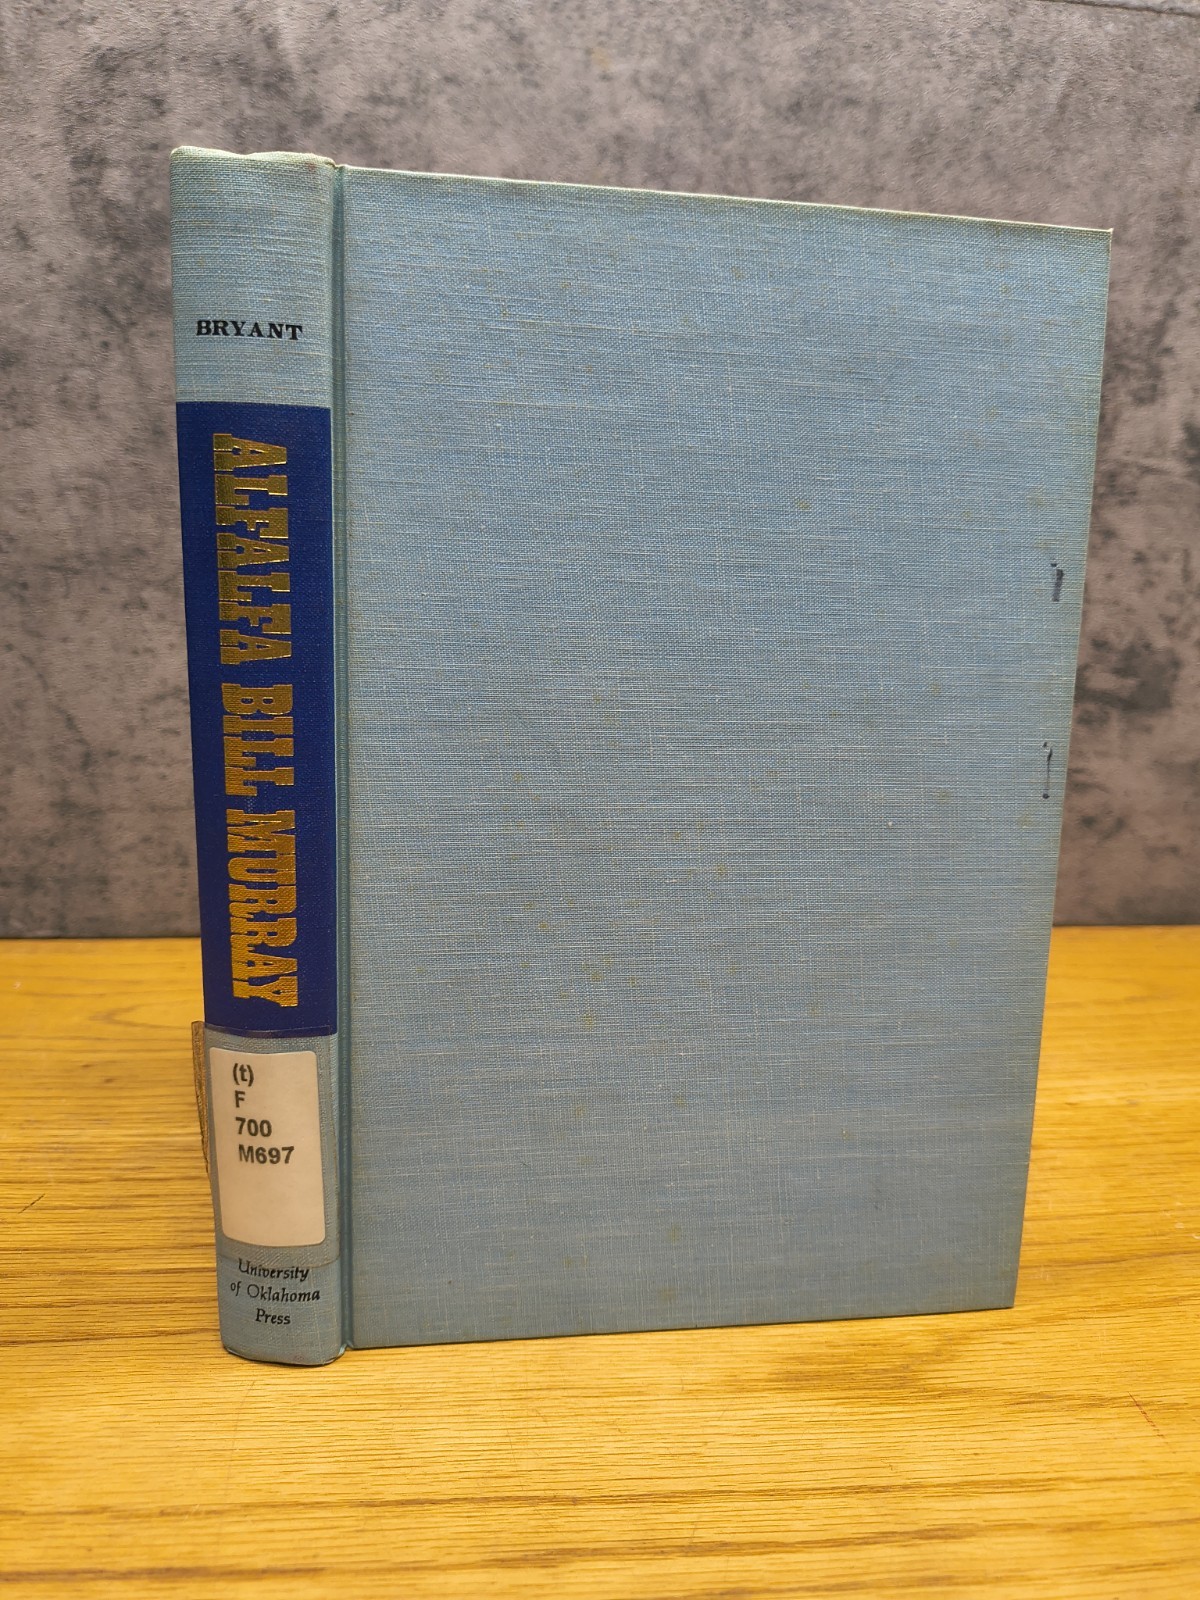 BRYANT
ALFALFA BILL MURRAY
(t)
F
700
M697
University
of Oklahoma
Press